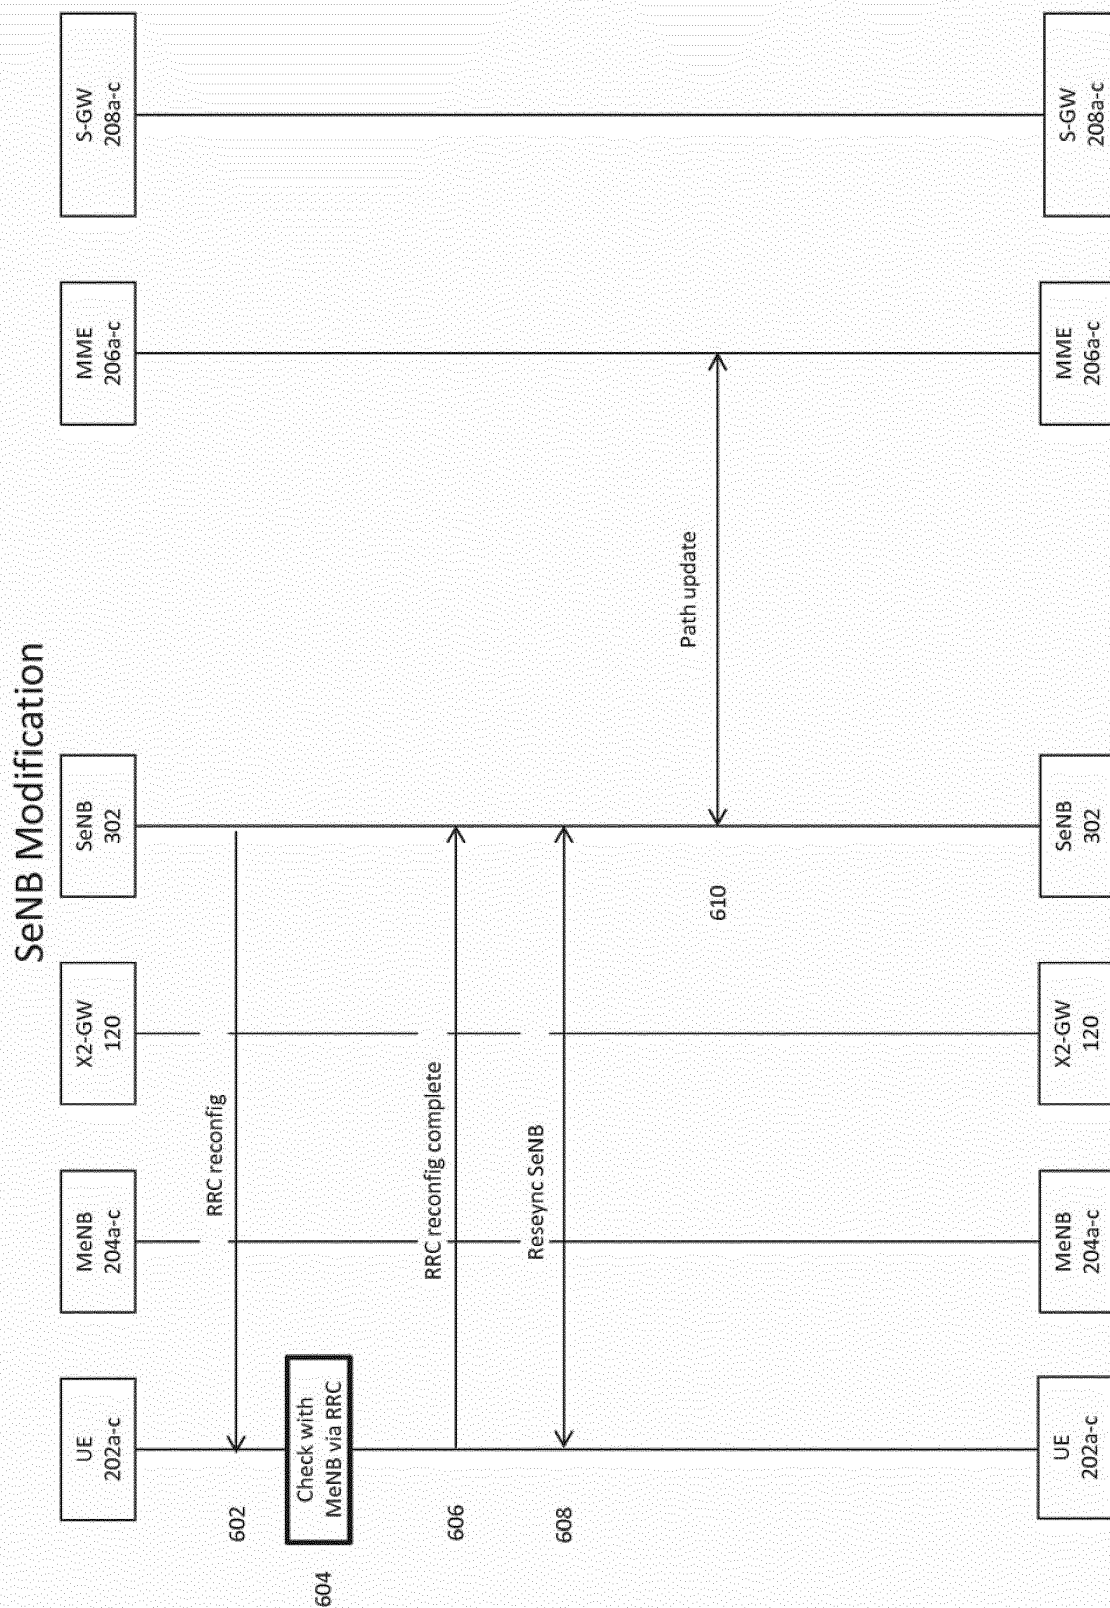 SeNB Modification
UE
202a-c
MeNB
204a-c
X2-GW
120
SeNB
302
MME
206a-c
S-GW
208a-c
602
RRC reconfig
604
Check with
MeNB via RRC
606
RRC reconfig complete
608
Reseync SeNB
610
Path update
UE
202a-c
MeNB
204a-c
X2-GW
120
SeNB
302
MME
206a-c
S-GW
208a-c